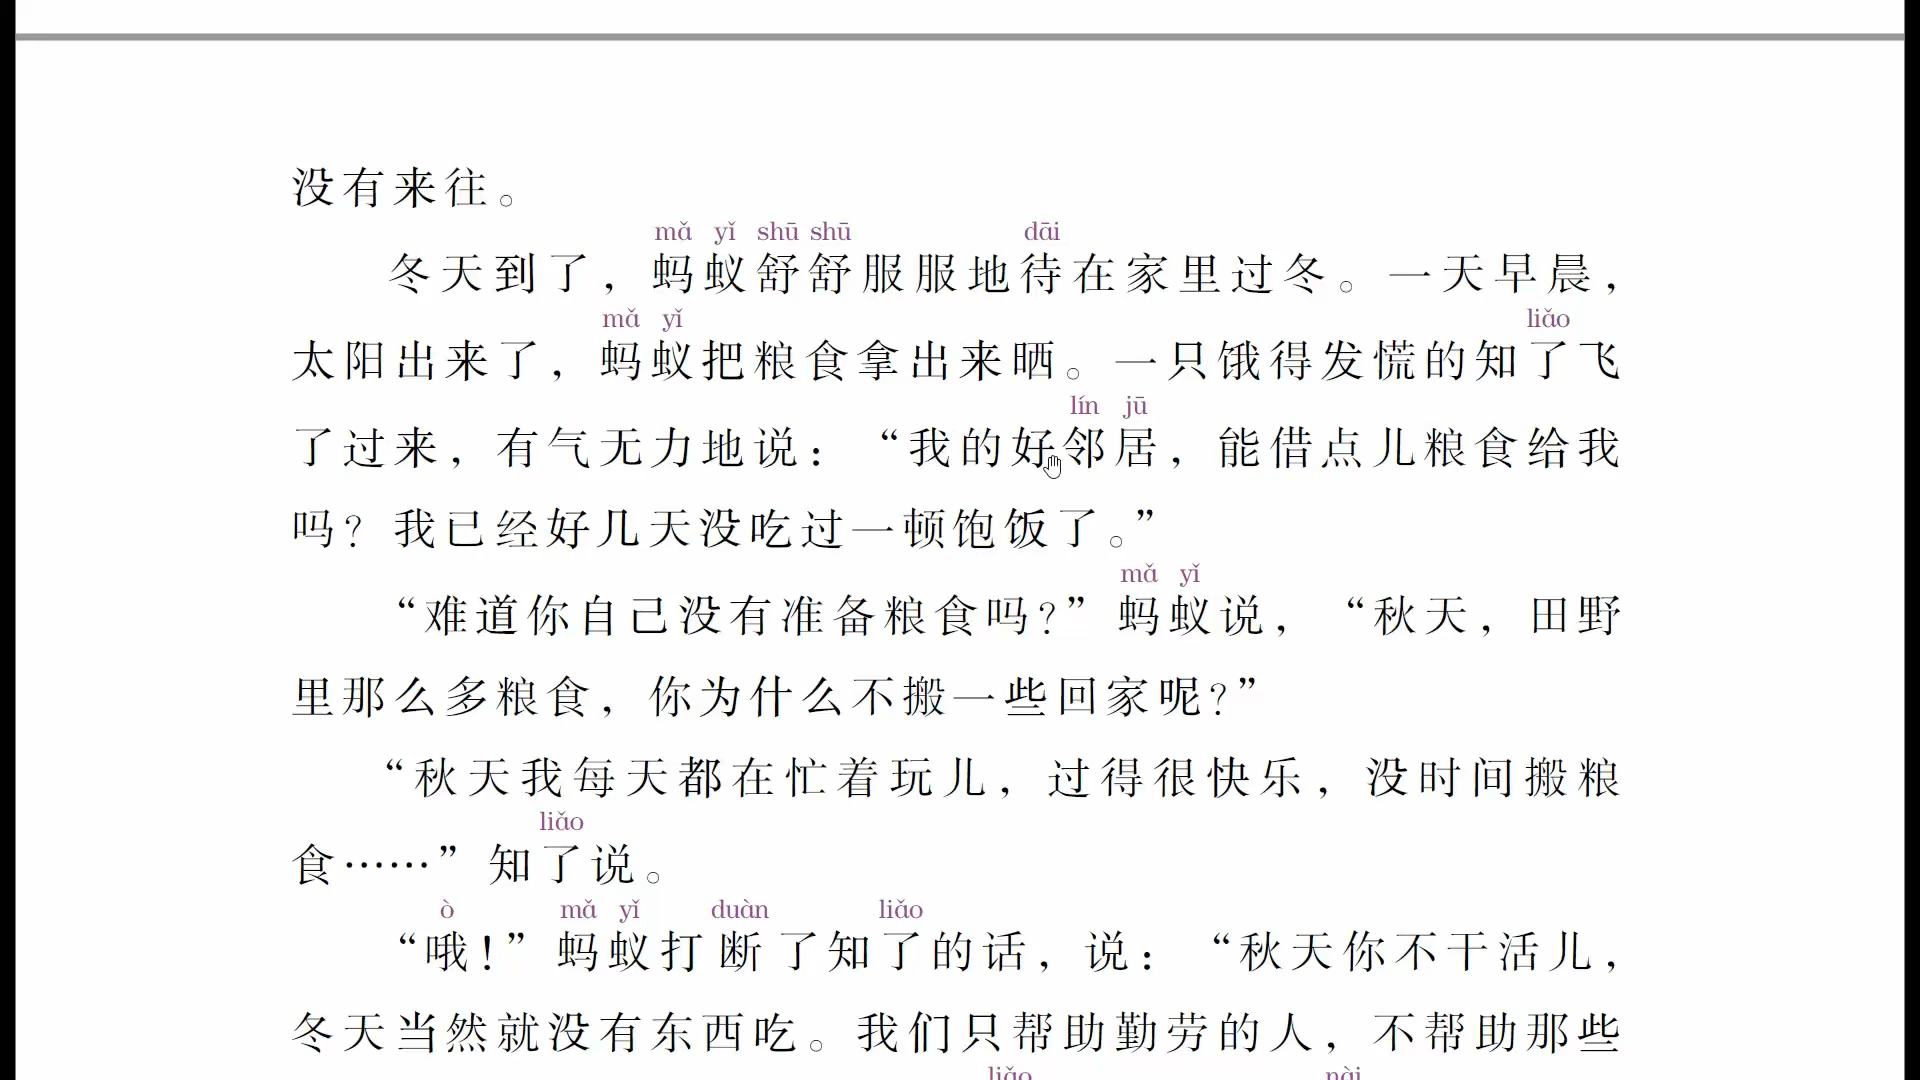 没有来往。
mǎ yǐ shū shū dāi
冬天到了，蚂蚁舒舒服服地待在家里过冬。一天早晨，
mǎ yǐ liǎo
太阳出来了，蚂蚁把粮食拿出来晒。一只饿得发慌的知了飞
lín jū
了过来，有气无力地说：“我的好邻居，能借点儿粮食给我
吗？我已经好几天没吃过一顿饱饭了。”
mǎ yǐ
“难道你自己没有准备粮食吗？”蚂蚁说，“秋天，田野
里那么多粮食，你为什么不搬一些回家呢？”
“秋天我每天都在忙着玩儿，过得很快乐，没时间搬粮
liǎo
食……”知了说。
ò mǎ yǐ duàn liǎo
“哦！”蚂蚁打断了知了的话，说：“秋天你不干活儿，
冬天当然就没有东西吃。我们只帮助勤劳的人，不帮助那些
liǎo nài